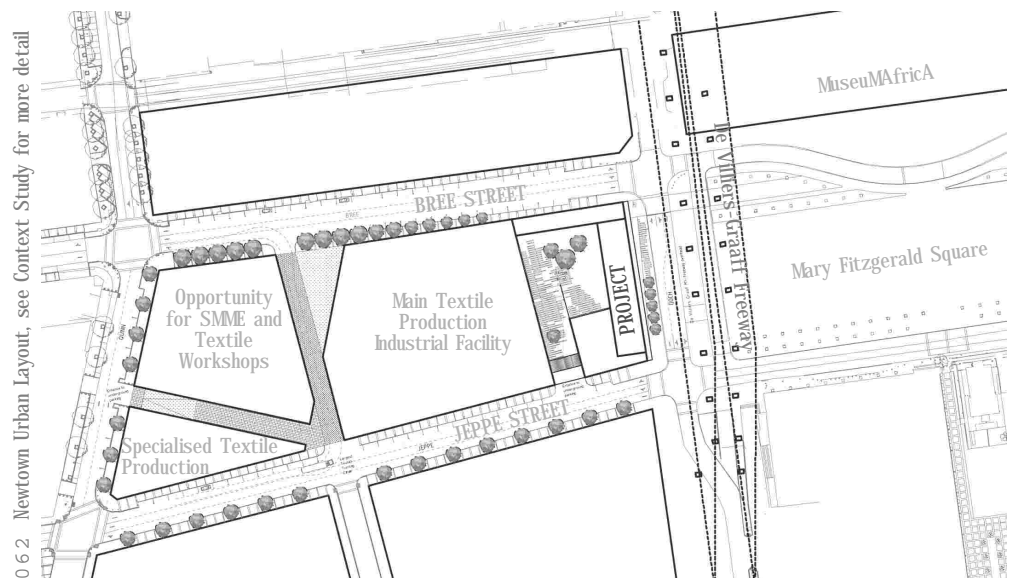 062 Newtown Urban Layout, see Context Study for more detail
MuseuMAfricA
De Villiers Graaff Freeway
BREE STREET
Mary Fitzgerald Square
Opportunity
for SMME and
Textile
Workshops
Main Textile
Production
Industrial Facility
PROJECT
JEPPE STREET
Specialised Textile
Production